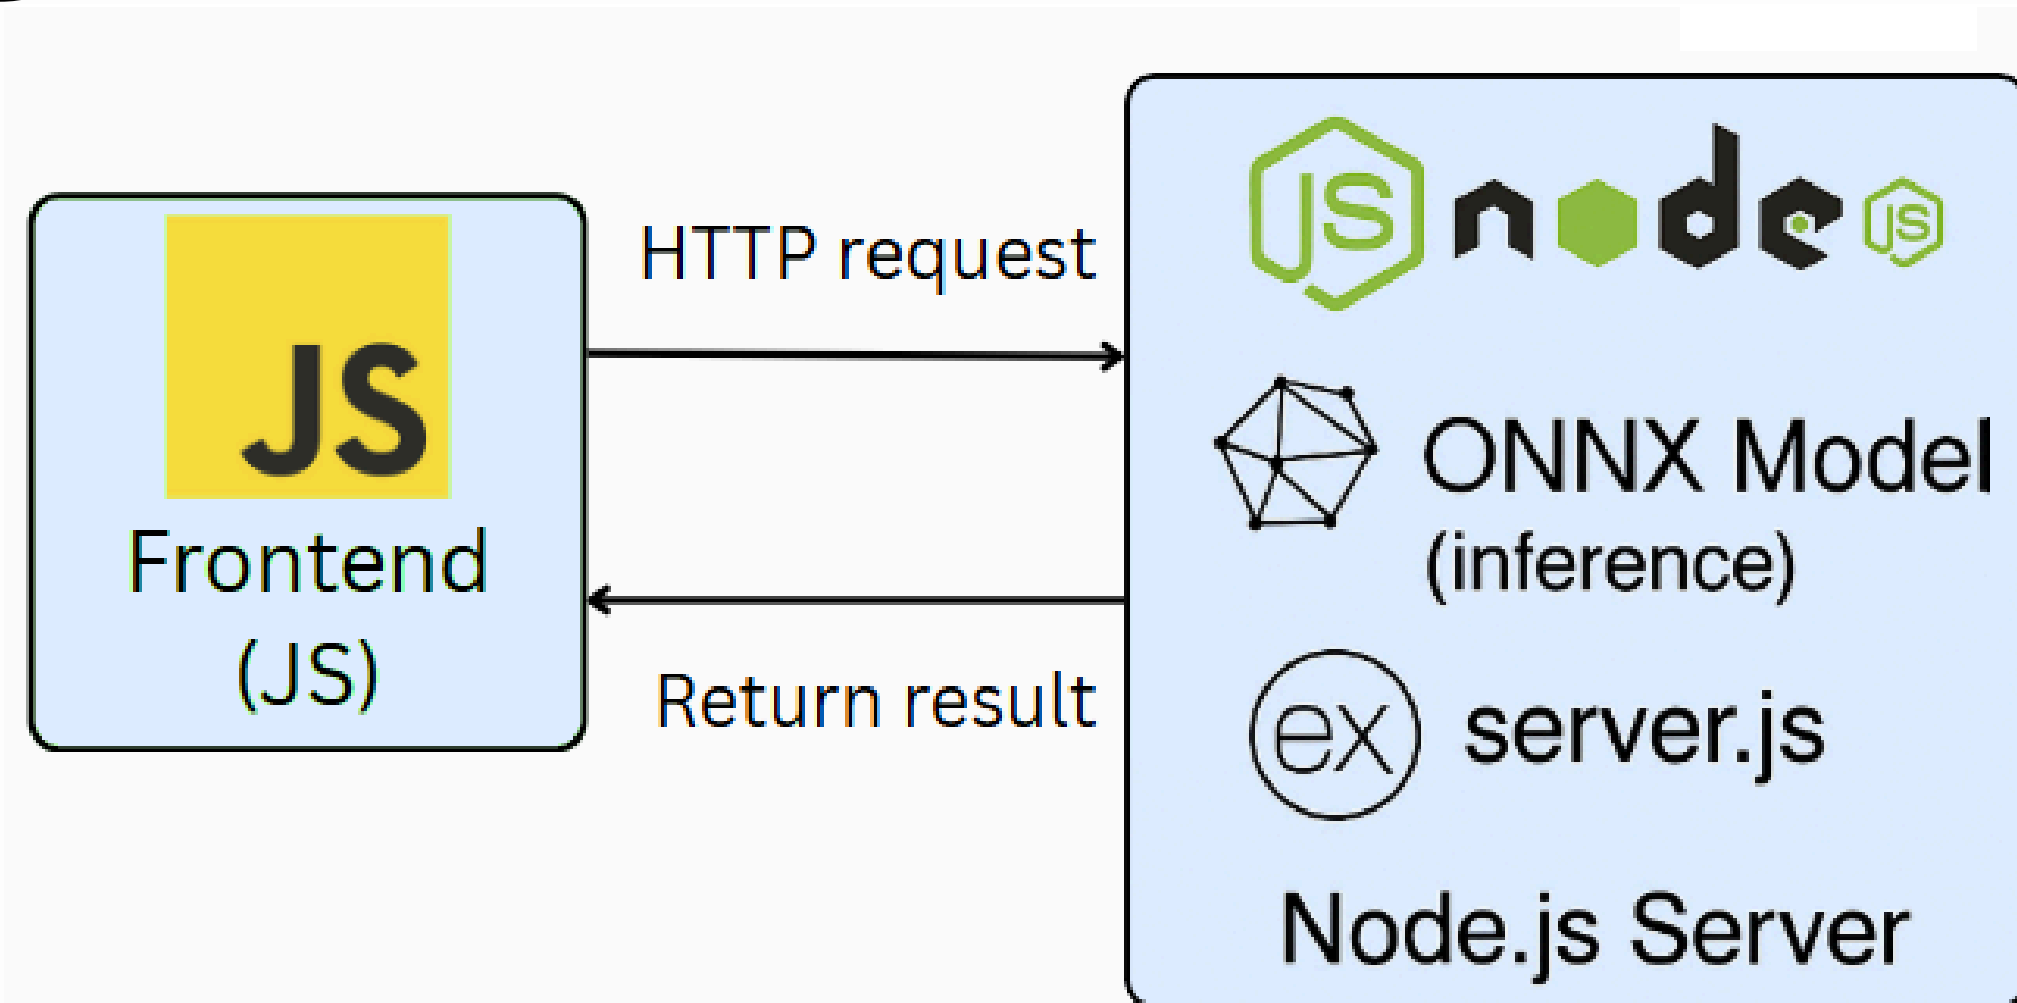 JS
Frontend
(JS)
HTTP request
Return result
JS node JS
ONNX Model
(inference)
ex server.js
Node.js Server